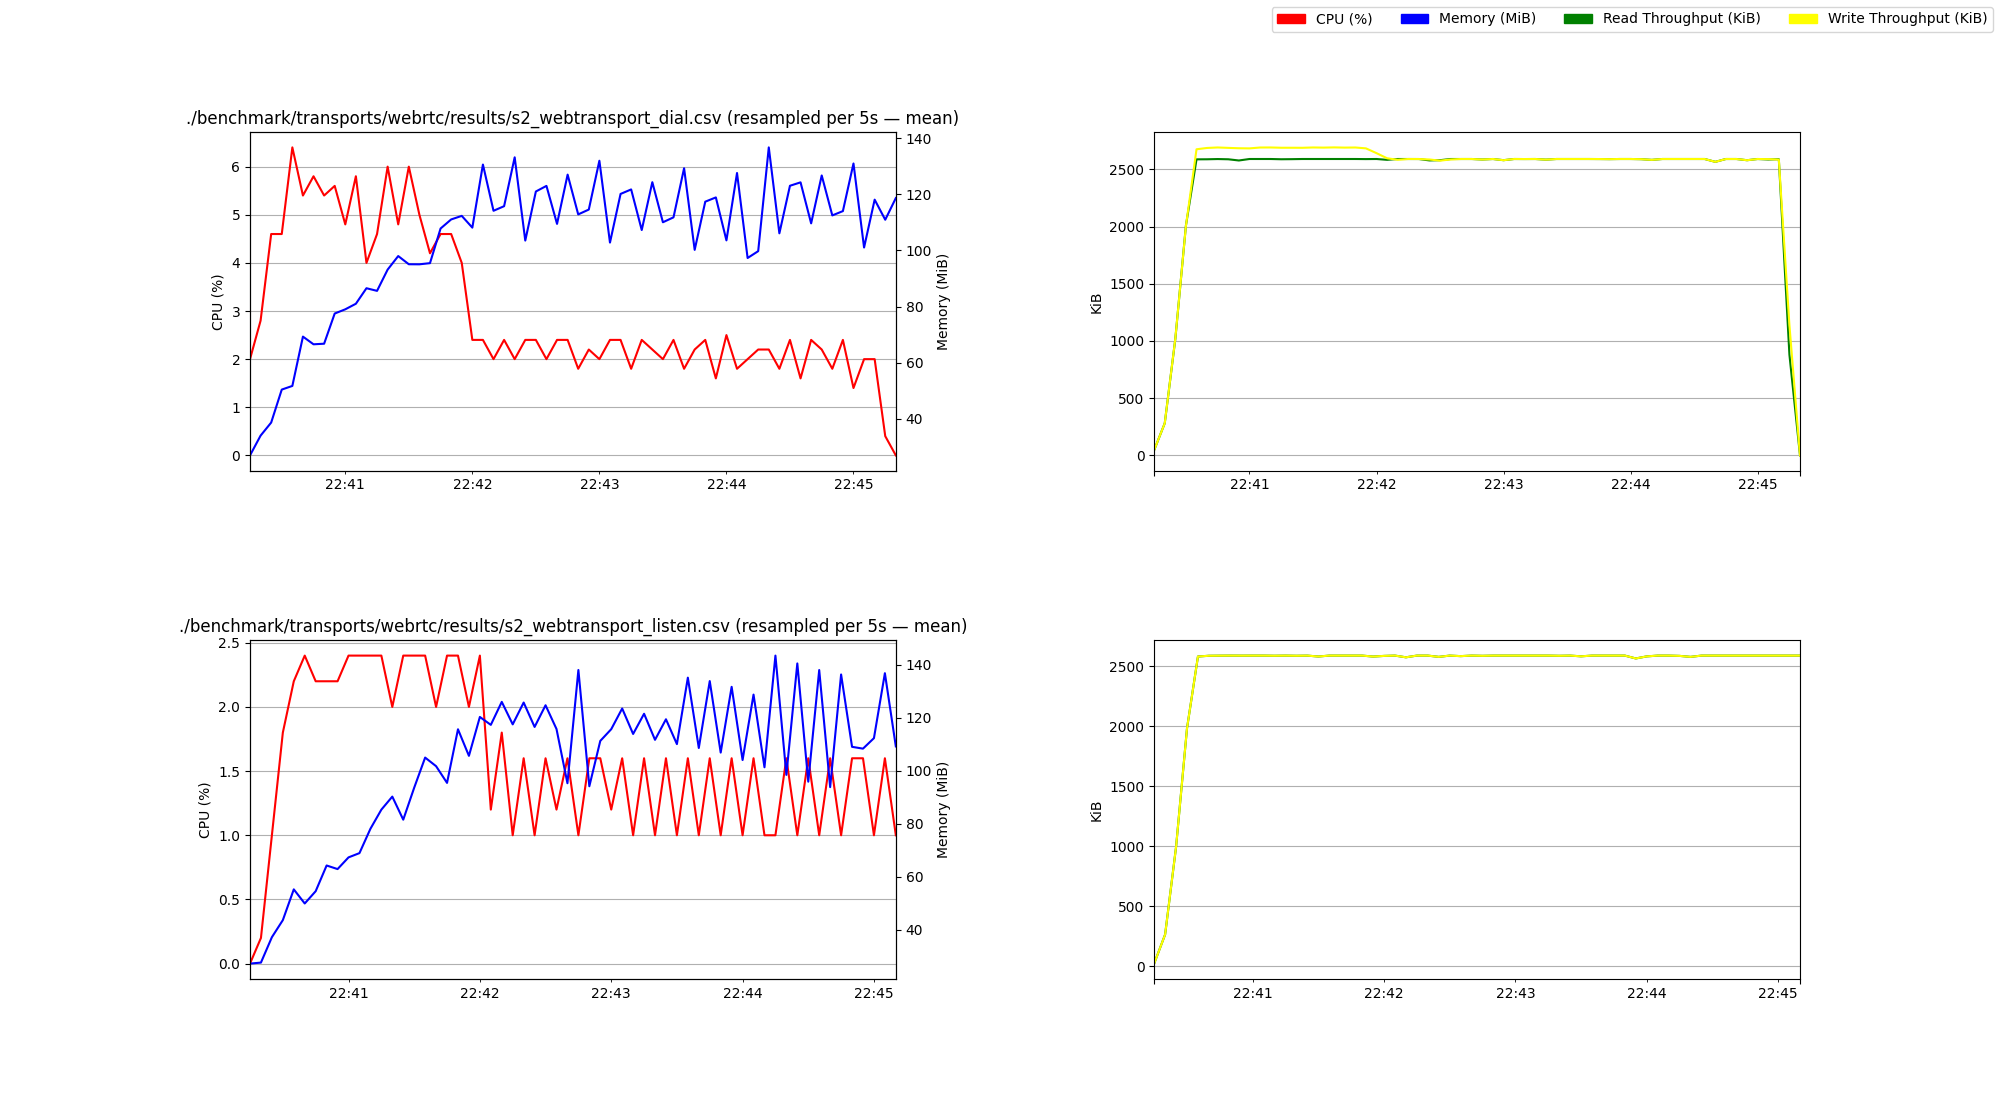 CPU (%) Memory (MiB) Read Throughput (KiB) Write Throughput (KiB)
./benchmark/transports/webrtc/results/s2_webtransport_dial.csv (resampled per 5s — mean)
CPU (%)
6
5
4
3
2
1
0
140
120
100
80
60
40
Memory (MiB)
22:41 22:42 22:43 22:44 22:45
KiB
2500
2000
1500
1000
500
0
22:41 22:42 22:43 22:44 22:45
./benchmark/transports/webrtc/results/s2_webtransport_listen.csv (resampled per 5s — mean)
CPU (%)
2.5
2.0
1.5
1.0
0.5
0.0
140
120
100
80
60
40
Memory (MiB)
22:41 22:42 22:43 22:44 22:45
KiB
2500
2000
1500
1000
500
0
22:41 22:42 22:43 22:44 22:45